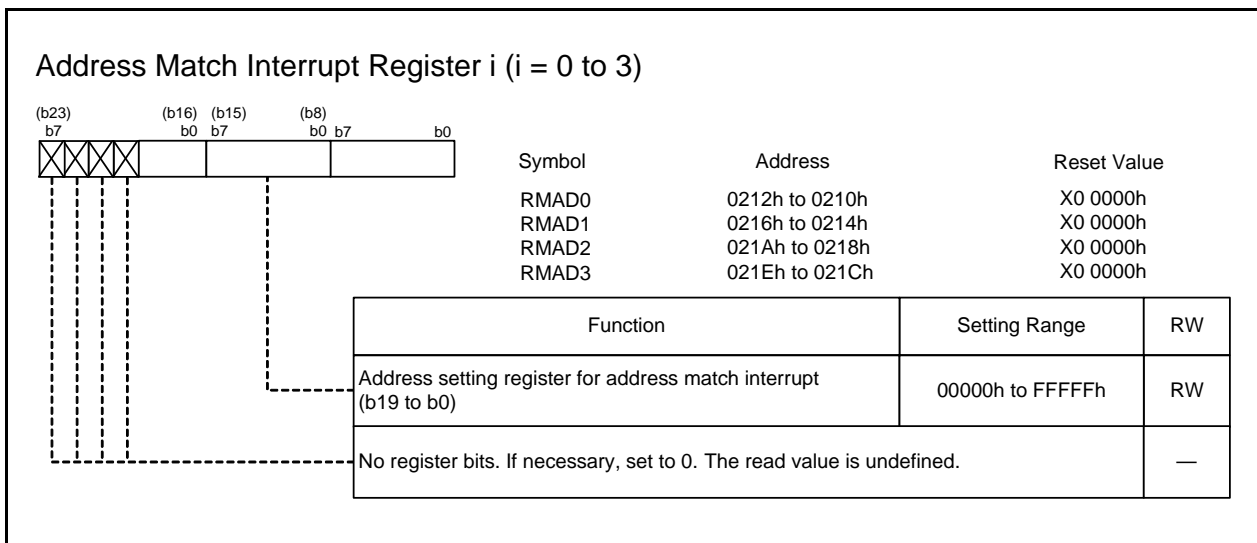 Address Match Interrupt Register i (i = 0 to 3)
(b23) (b16) (b15) (b8)
b7 b0 b7 b0 b7 b0
Symbol Address Reset Value
RMAD0 0212h to 0210h X0 0000h
RMAD1 0216h to 0214h X0 0000h
RMAD2 021Ah to 0218h X0 0000h
RMAD3 021Eh to 021Ch X0 0000h
Function Setting Range RW
Address setting register for address match interrupt
(b19 to b0) 00000h to FFFFFh RW
No register bits. If necessary, set to 0. The read value is undefined. —